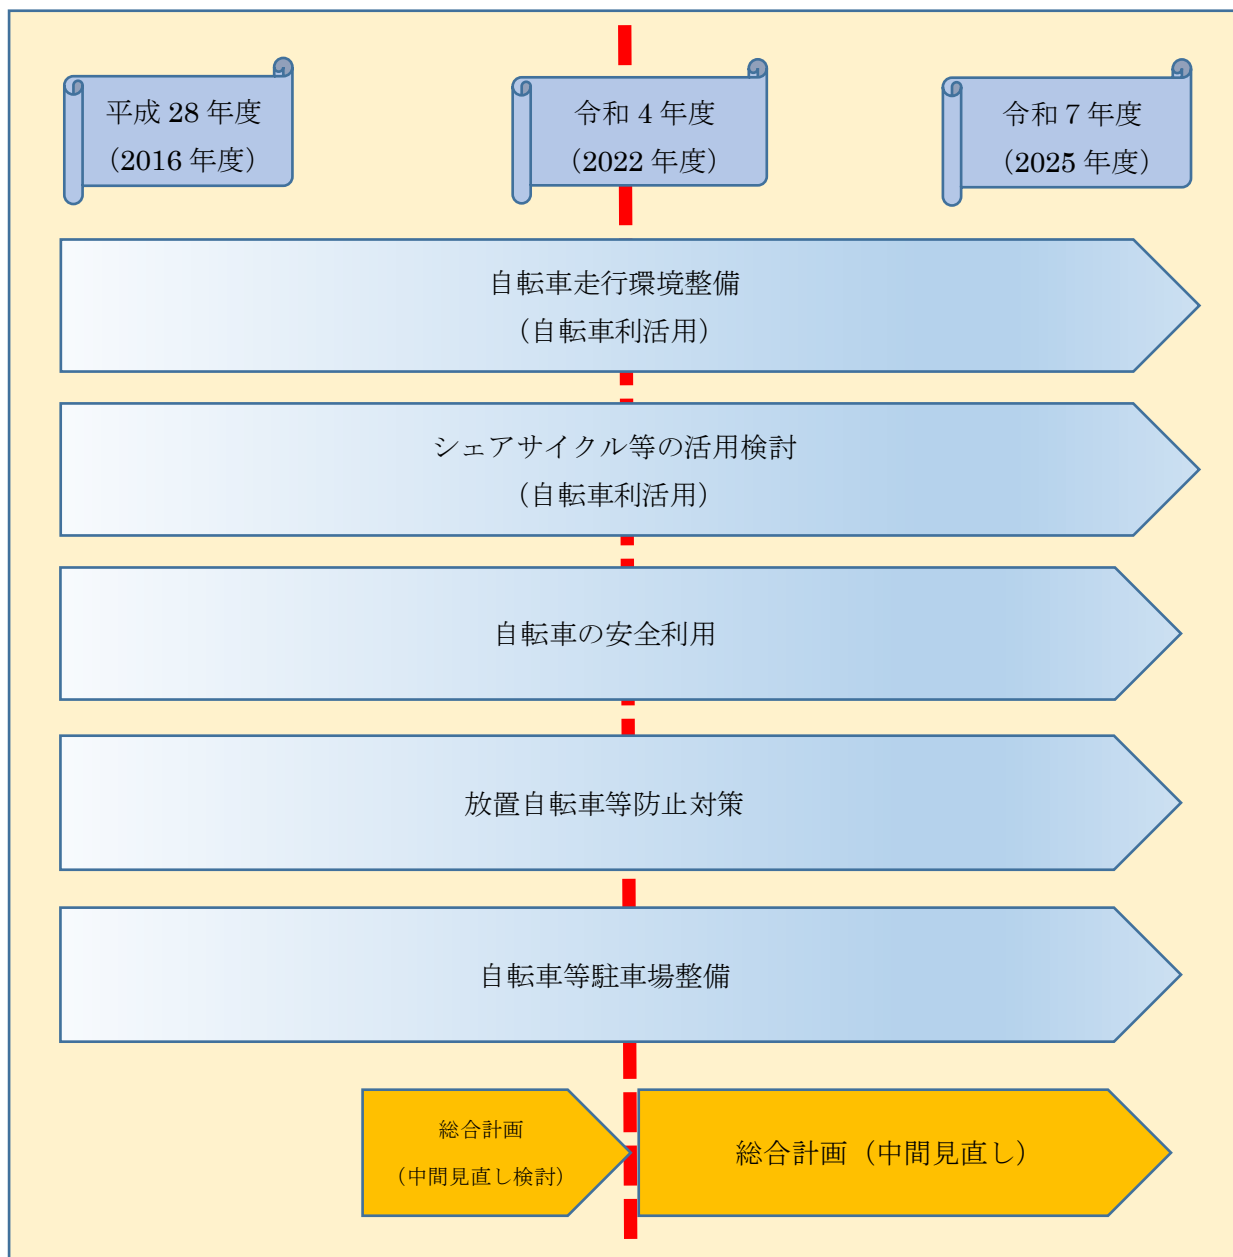 平成 28 年度
（2016 年度）
令和 4 年度
（2022 年度）
令和 7 年度
（2025 年度）
自転車走行環境整備
（自転車利活用）
シェアサイクル等の活用検討
（自転車利活用）
自転車の安全利用
放置自転車等防止対策
自転車等駐車場整備
総合計画
（中間見直し検討）
総合計画（中間見直し）